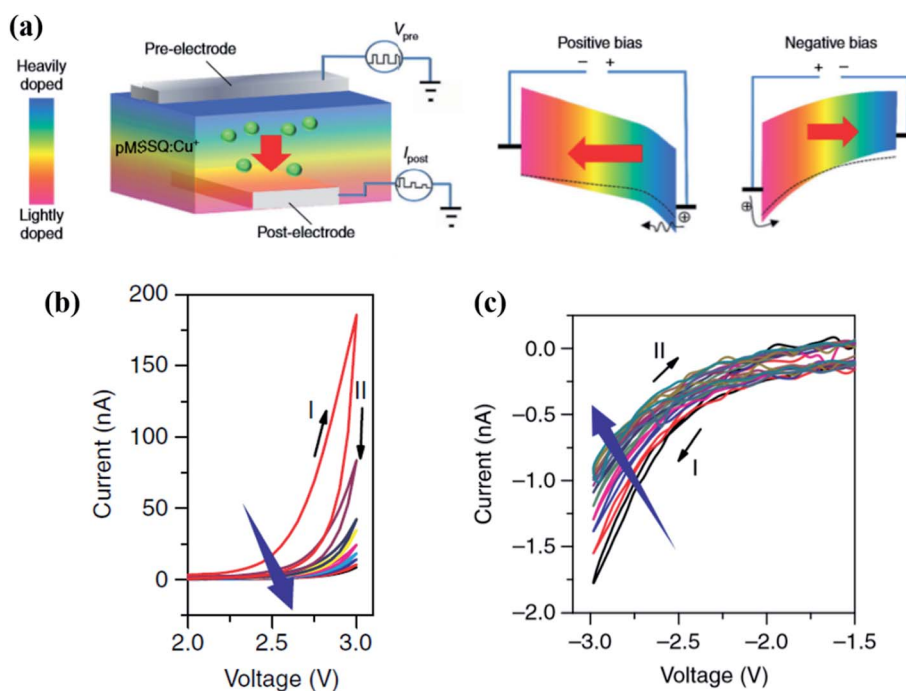 (a)
Heavily
doped
Lightly
doped
Pre-electrode
V_pre
pMSSQ:Cu⁺
I_post
Post-electrode
Positive bias
− +
⊕
Negative bias
+ −
⊕
(b)
200
150
100
50
0
Current (nA)
I
II
2.0 2.5 3.0
Voltage (V)
(c)
0.0
−0.5
−1.0
−1.5
−2.0
Current (nA)
II
I
−3.0 −2.5 −2.0 −1.5
Voltage (V)